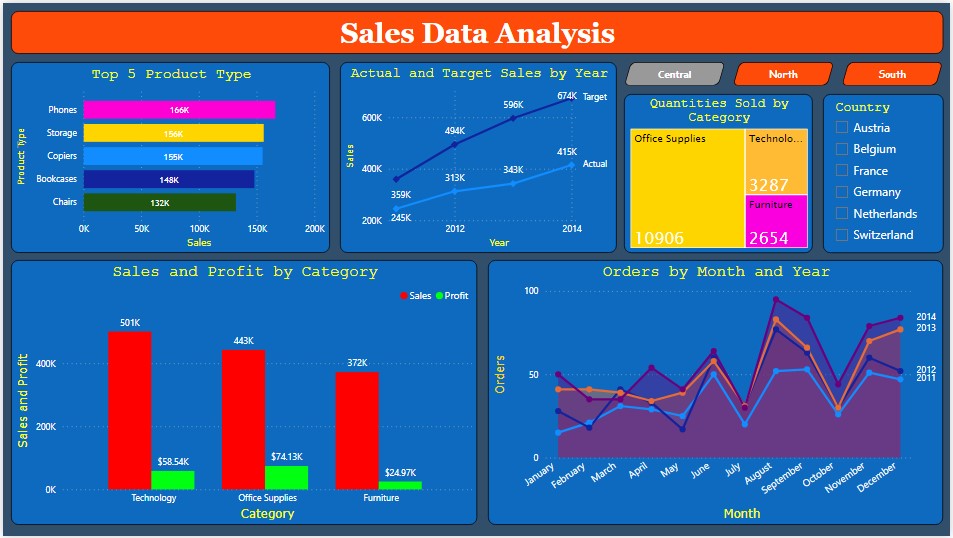 Sales Data Analysis
Top 5 Product Type
Product Type
Phones
166K
Storage
156K
Copiers
155K
Bookcases
148K
Chairs
132K
0K
50K
100K
150K
200K
Sales
Actual and Target Sales by Year
Sales
600K
400K
200K
359K
494K
596K
674K
Target
245K
313K
343K
415K
Actual
2012
2014
Year
Central
North
South
Quantities Sold by
Category
Office Supplies
10906
Technolo...
3287
Furniture
2654
Country
Austria
Belgium
France
Germany
Netherlands
Switzerland
Sales and Profit by Category
Sales
Profit
Sales and Profit
400K
200K
0K
501K
$58.54K
443K
$74.13K
372K
$24.97K
Technology
Office Supplies
Furniture
Category
Orders by Month and Year
Orders
100
50
0
2014
2013
2012
2011
January
February
March
April
May
June
July
August
September
October
November
December
Month